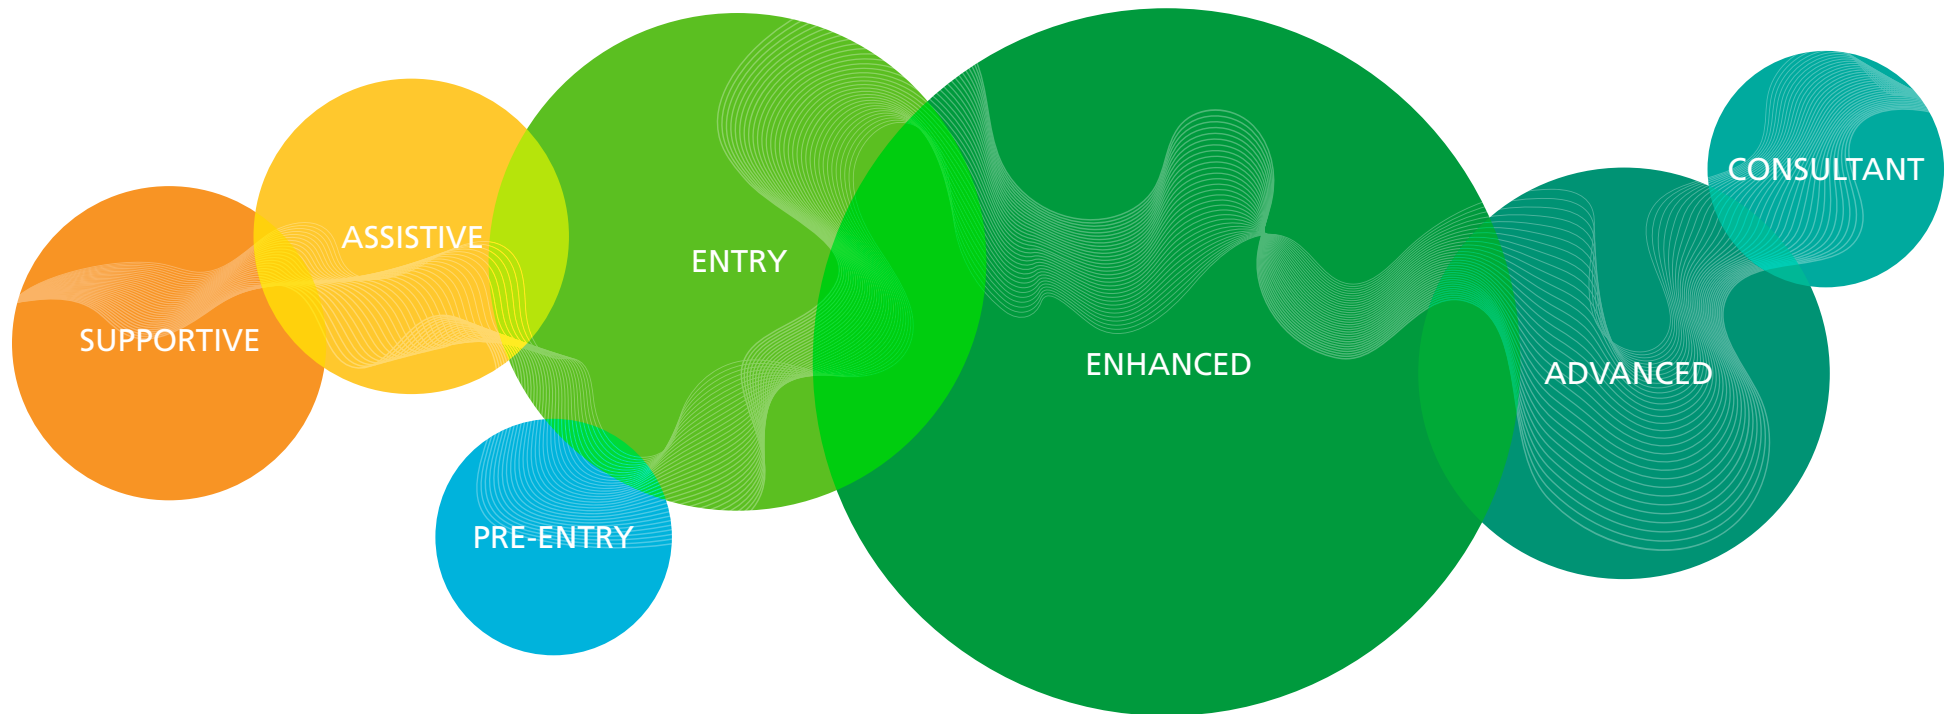 SUPPORTIVE
ASSISTIVE
PRE-ENTRY
ENTRY
ENHANCED
ADVANCED
CONSULTANT